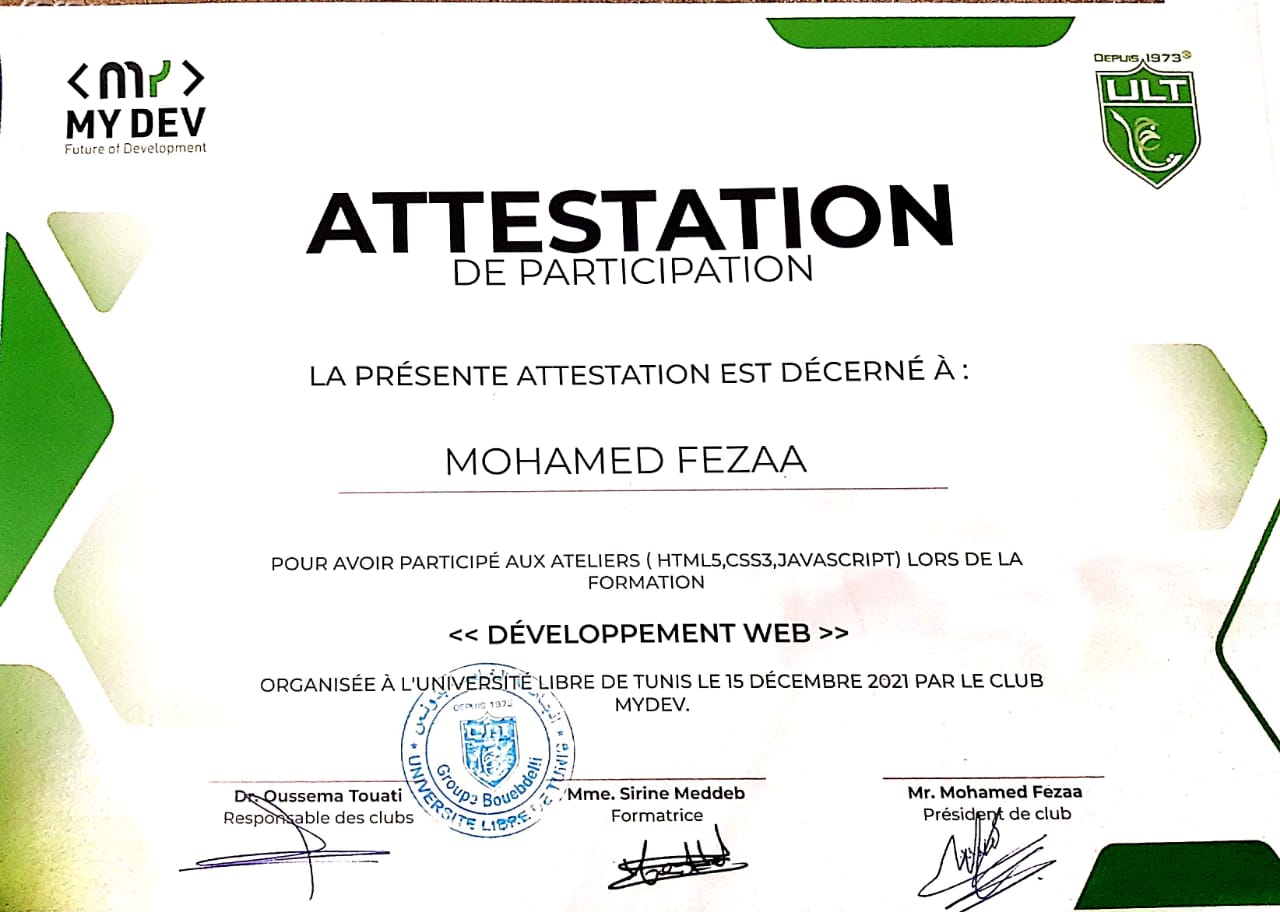 MY DEV
Future of Development
DEPUIS 1973
ULT
ATTESTATION
DE PARTICIPATION
LA PRÉSENTE ATTESTATION EST DÉCERNÉ À :
MOHAMED FEZAA
POUR AVOIR PARTICIPÉ AUX ATELIERS ( HTML5,CSS3,JAVASCRIPT) LORS DE LA
FORMATION
<< DÉVELOPPEMENT WEB >>
ORGANISÉE À L'UNIVERSITÉ LIBRE DE TUNIS LE 15 DÉCEMBRE 2021 PAR LE CLUB
MYDEV.
DEPUIS 1973
ULT
Groupe Bouebdelli
UNIVERSITE LIBRE DE TUNIS
Dr. Oussema Touati
Responsable des clubs
Mme. Sirine Meddeb
Formatrice
Mr. Mohamed Fezaa
Président de club